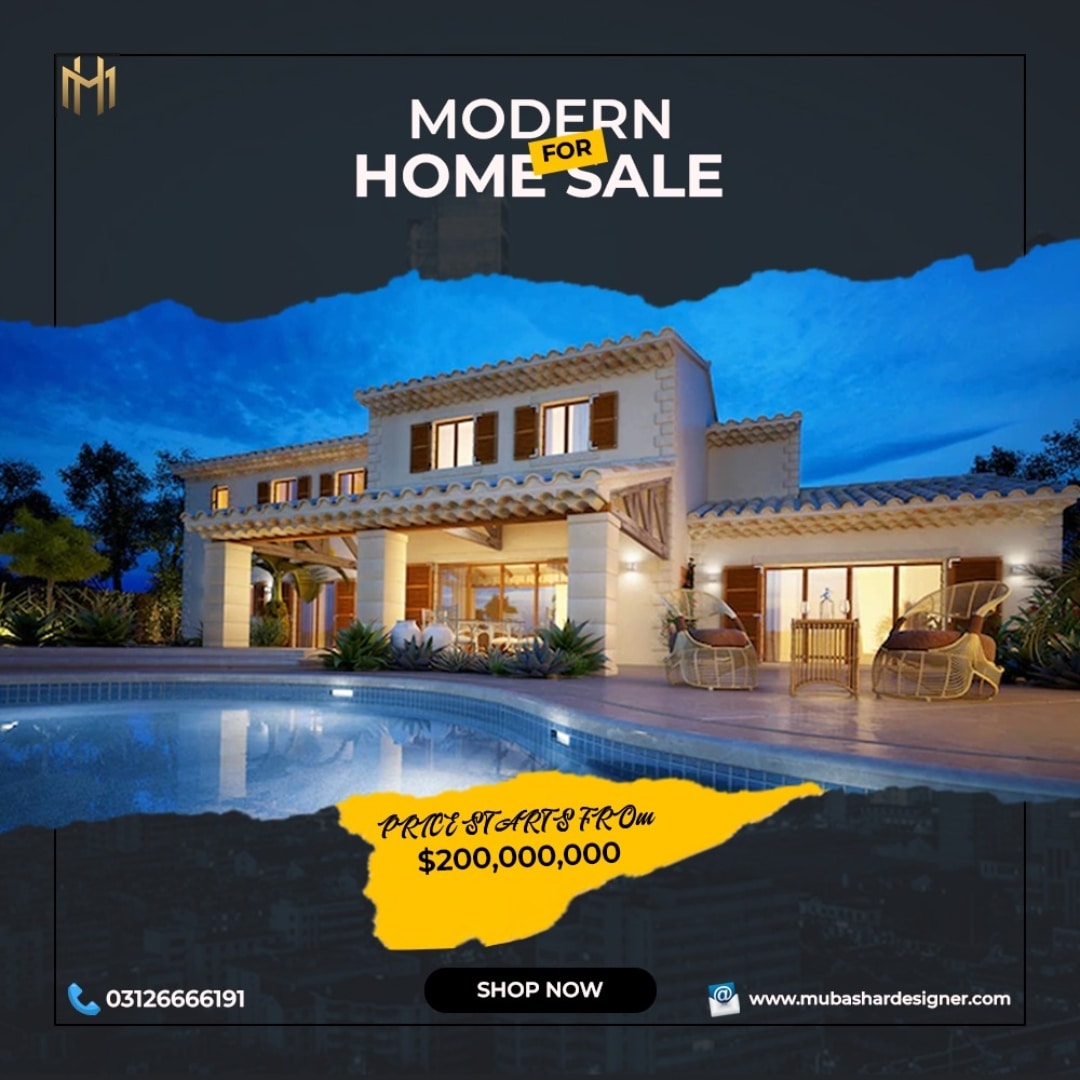 MODERN
FOR
HOME SALE
PRICE STARTS FROm
$200,000,000
SHOP NOW
03126666191
www.mubashardesigner.com